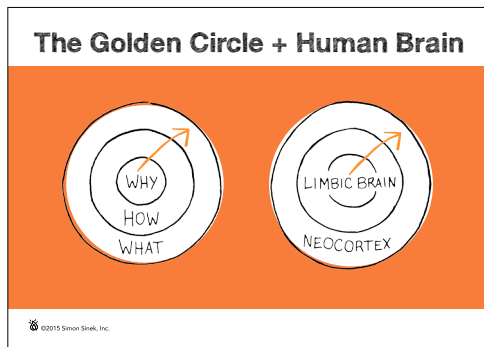 The Golden Circle + Human Brain
WHY
HOW
WHAT
LIMBIC BRAIN
NEOCORTEX
©2015 Simon Sinek, Inc.